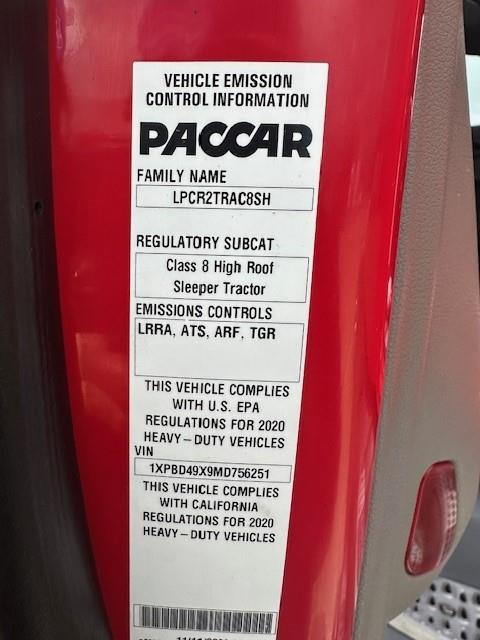 VEHICLE EMISSION
CONTROL INFORMATION
PACCAR
FAMILY NAME
LPCR2TRAC8SH
REGULATORY SUBCAT
Class 8 High Roof
Sleeper Tractor
EMISSIONS CONTROLS
LRRA, ATS, ARF, TGR
THIS VEHICLE COMPLIES
WITH U.S. EPA
REGULATIONS FOR 2020
HEAVY-DUTY VEHICLES
VIN
1XPBD49X9MD756251
THIS VEHICLE COMPLIES
WITH CALIFORNIA
REGULATIONS FOR 2020
HEAVY-DUTY VEHICLES